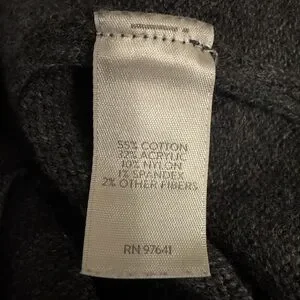 55% COTTON
32% ACRYLIC
10% NYLON
1% SPANDEX
2% OTHER FIBERS
RN 97641